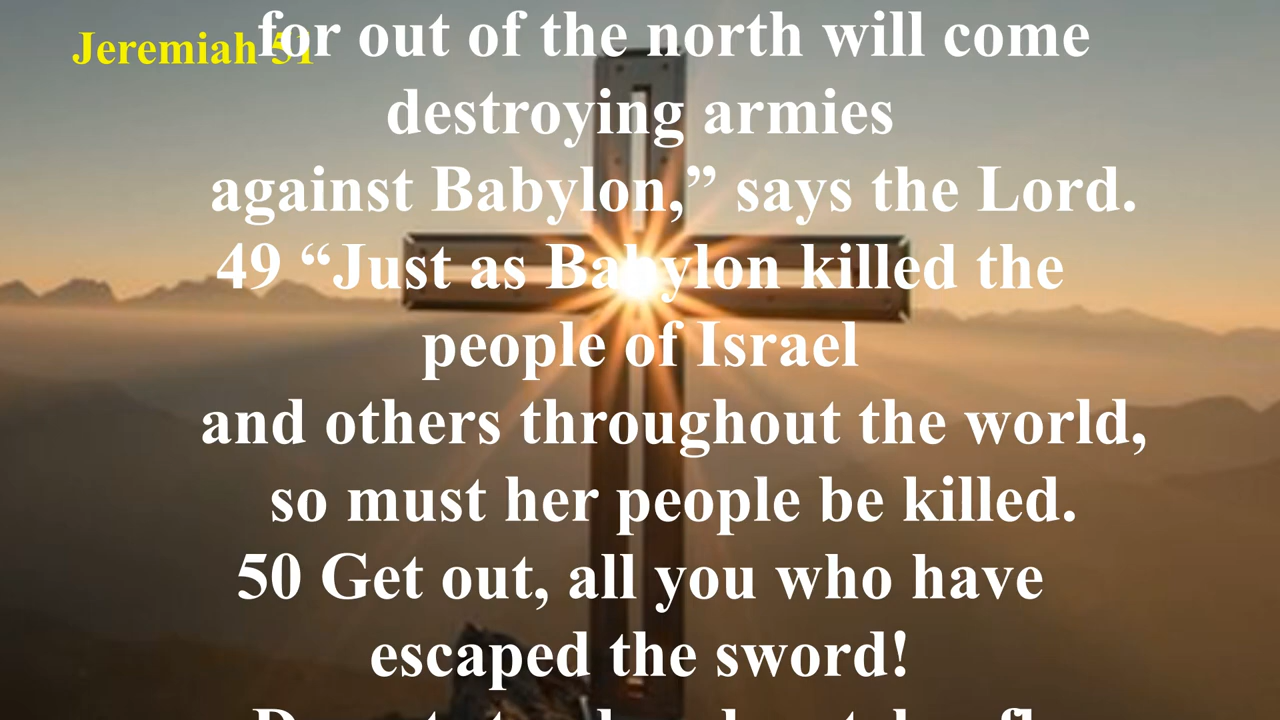 Jeremiah 51
for out of the north will come
destroying armies
against Babylon,” says the Lord.
49 “Just as Babylon killed the
people of Israel
and others throughout the world,
so must her people be killed.
50 Get out, all you who have
escaped the sword!